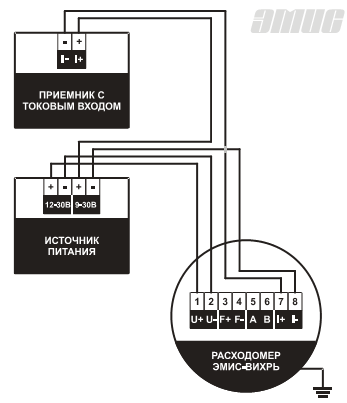 ЭМИС
- +
I- I+
ПРИЕМНИК С
ТОКОВЫМ ВХОДОМ
+ - + -
12-30В 9-30В
ИСТОЧНИК
ПИТАНИЯ
1 2 3 4 5 6 7 8
U+ U- F+ F- A B I+ I-
РАСХОДОМЕР
ЭМИС-ВИХРЬ